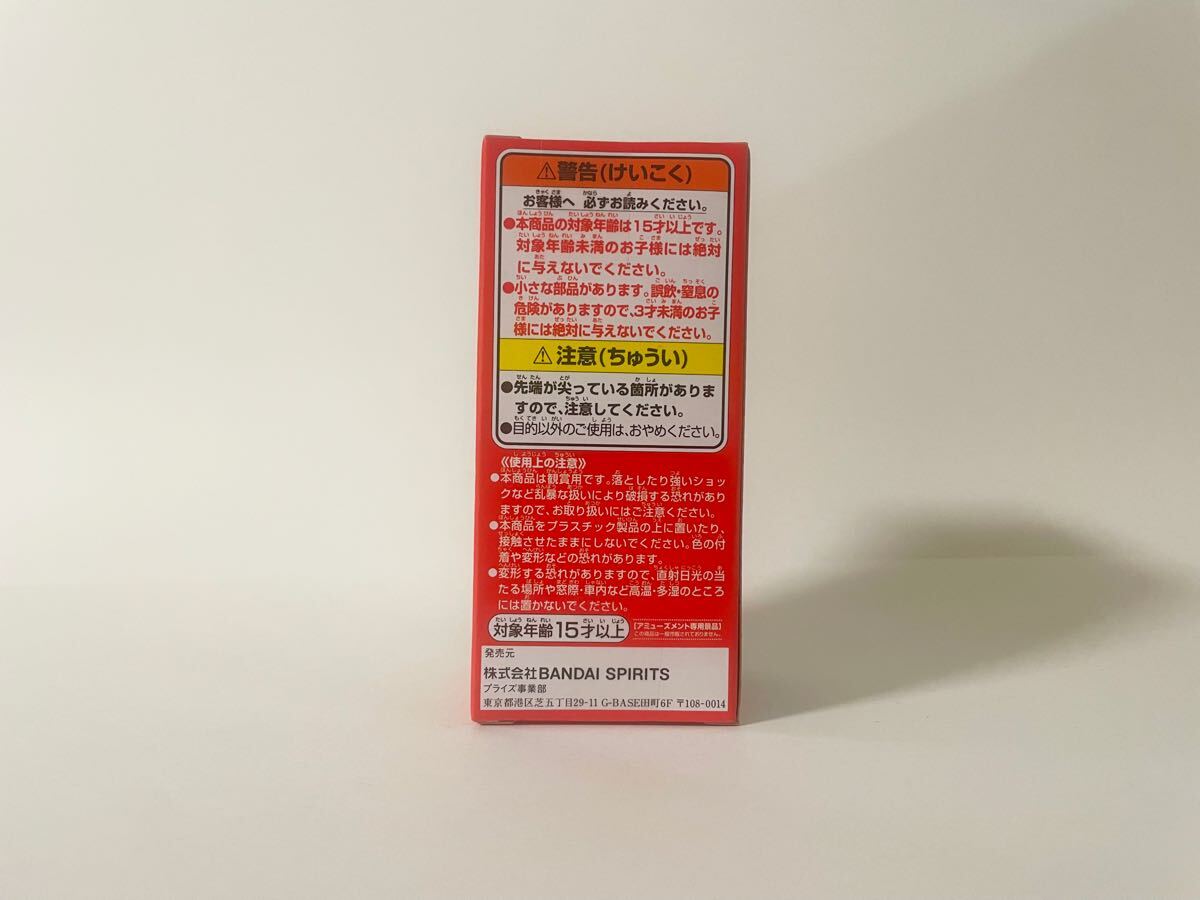 ⚠警告(けいこく)
お客様へ 必ずお読みください。
●本商品の対象年齢は15才以上です。
対象年齢未満のお子様には絶対
に与えないでください。
●小さな部品があります。誤飲・窒息の
危険がありますので、3才未満のお子
様には絶対に与えないでください。
⚠注意(ちゅうい)
●先端が尖っている箇所がありま
すので、注意してください。
●目的以外のご使用は、おやめください。
《使用上の注意》
●本商品は観賞用です。落としたり強いショッ
クなど乱暴な扱いにより破損する恐れがあり
ますので、お取り扱いにはご注意ください。
●本商品をプラスチック製品の上に置いたり、
接触させたままにしないでください。色の付
着や変形などの恐れがあります。
●変形する恐れがありますので、直射日光の当
たる場所や窓際・車内など高温・多湿のところ
には置かないでください。
対象年齢15才以上
[アミューズメント専用景品]
この商品は一般市販されておりません。
発売元
株式会社BANDAI SPIRITS
プライズ事業部
東京都港区芝五丁目29-11 G-BASE田町6F 〒108-0014